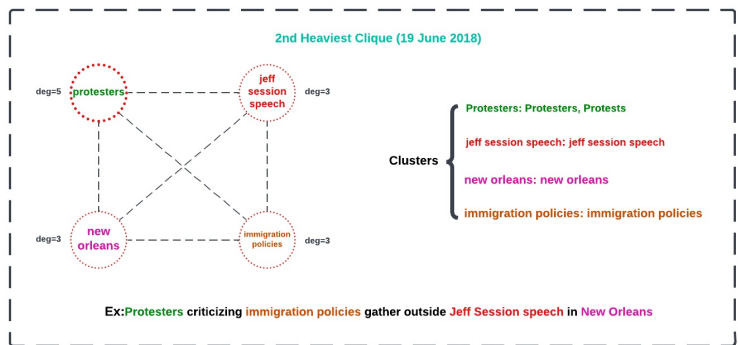 2nd Heaviest Clique (19 June 2018)
deg=5
protesters
jeff
session
speech
deg=3
deg=3
new
orleans
immigration
policies
deg=3
Clusters
Protesters: Protesters, Protests
jeff session speech: jeff session speech
new orleans: new orleans
immigration policies: immigration policies
Ex:Protesters criticizing immigration policies gather outside Jeff Session speech in New Orleans